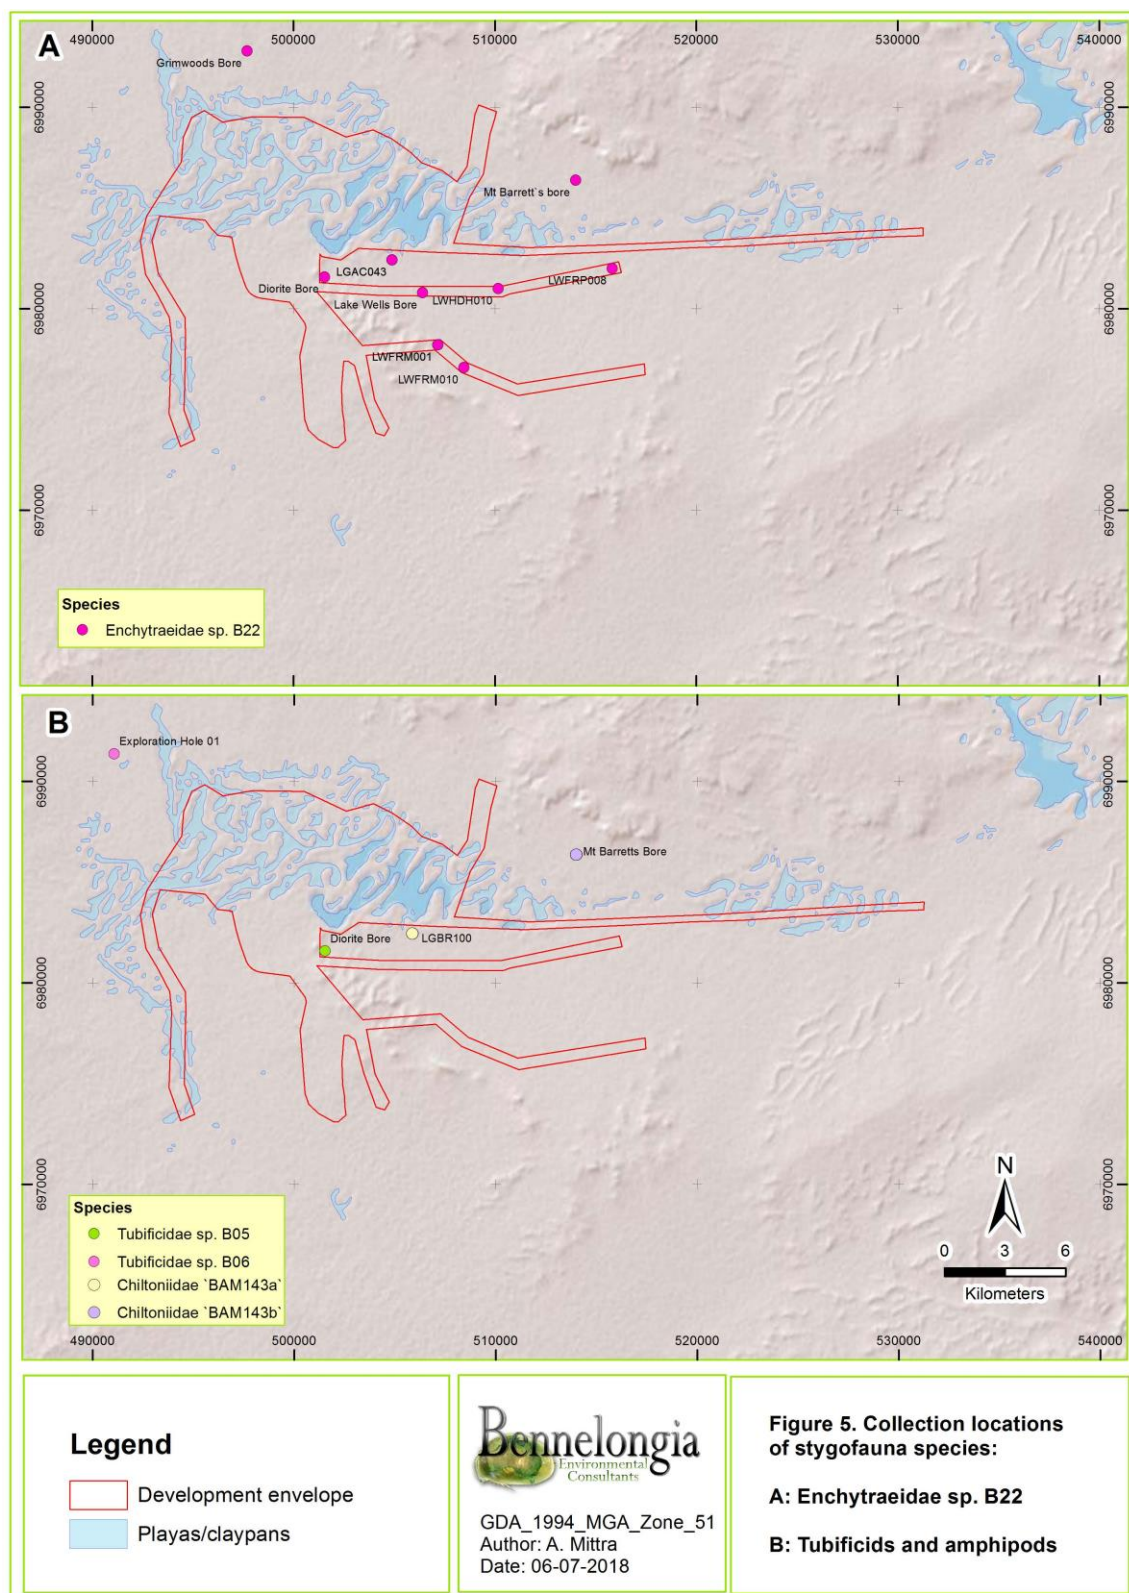 A
490000
500000
510000
520000
530000
540000
Grimwoods Bore
6990000
6990000
Mt Barrett`s bore
LGAC043
Diorite Bore
LWFRP008
LWHDH010
Lake Wells Bore
6980000
6980000
LWFRM001
LWFRM010
6970000
6970000
Species
Enchytraeidae sp. B22
B
Exploration Hole 01
6990000
6990000
Mt Barretts Bore
Diorite Bore
LGBR100
6980000
6980000
6970000
6970000
N
0 3 6
Kilometers
Species
Tubificidae sp. B05
Tubificidae sp. B06
Chiltoniidae `BAM143a`
Chiltoniidae `BAM143b`
490000
500000
510000
520000
530000
540000
Legend
Development envelope
Playas/claypans
Bennelongia
Environmental
Consultants
GDA_1994_MGA_Zone_51
Author: A. Mittra
Date: 06-07-2018
Figure 5. Collection locations
of stygofauna species:
A: Enchytraeidae sp. B22
B: Tubificids and amphipods